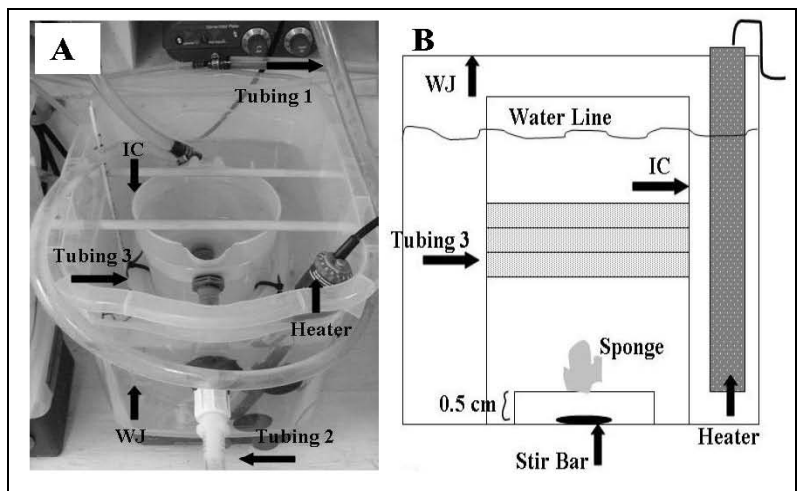 A
Tubing 1
IC
Tubing 3
Heater
WJ
Tubing 2
B
WJ
Water Line
IC
Tubing 3
Sponge
0.5 cm
Heater
Stir Bar